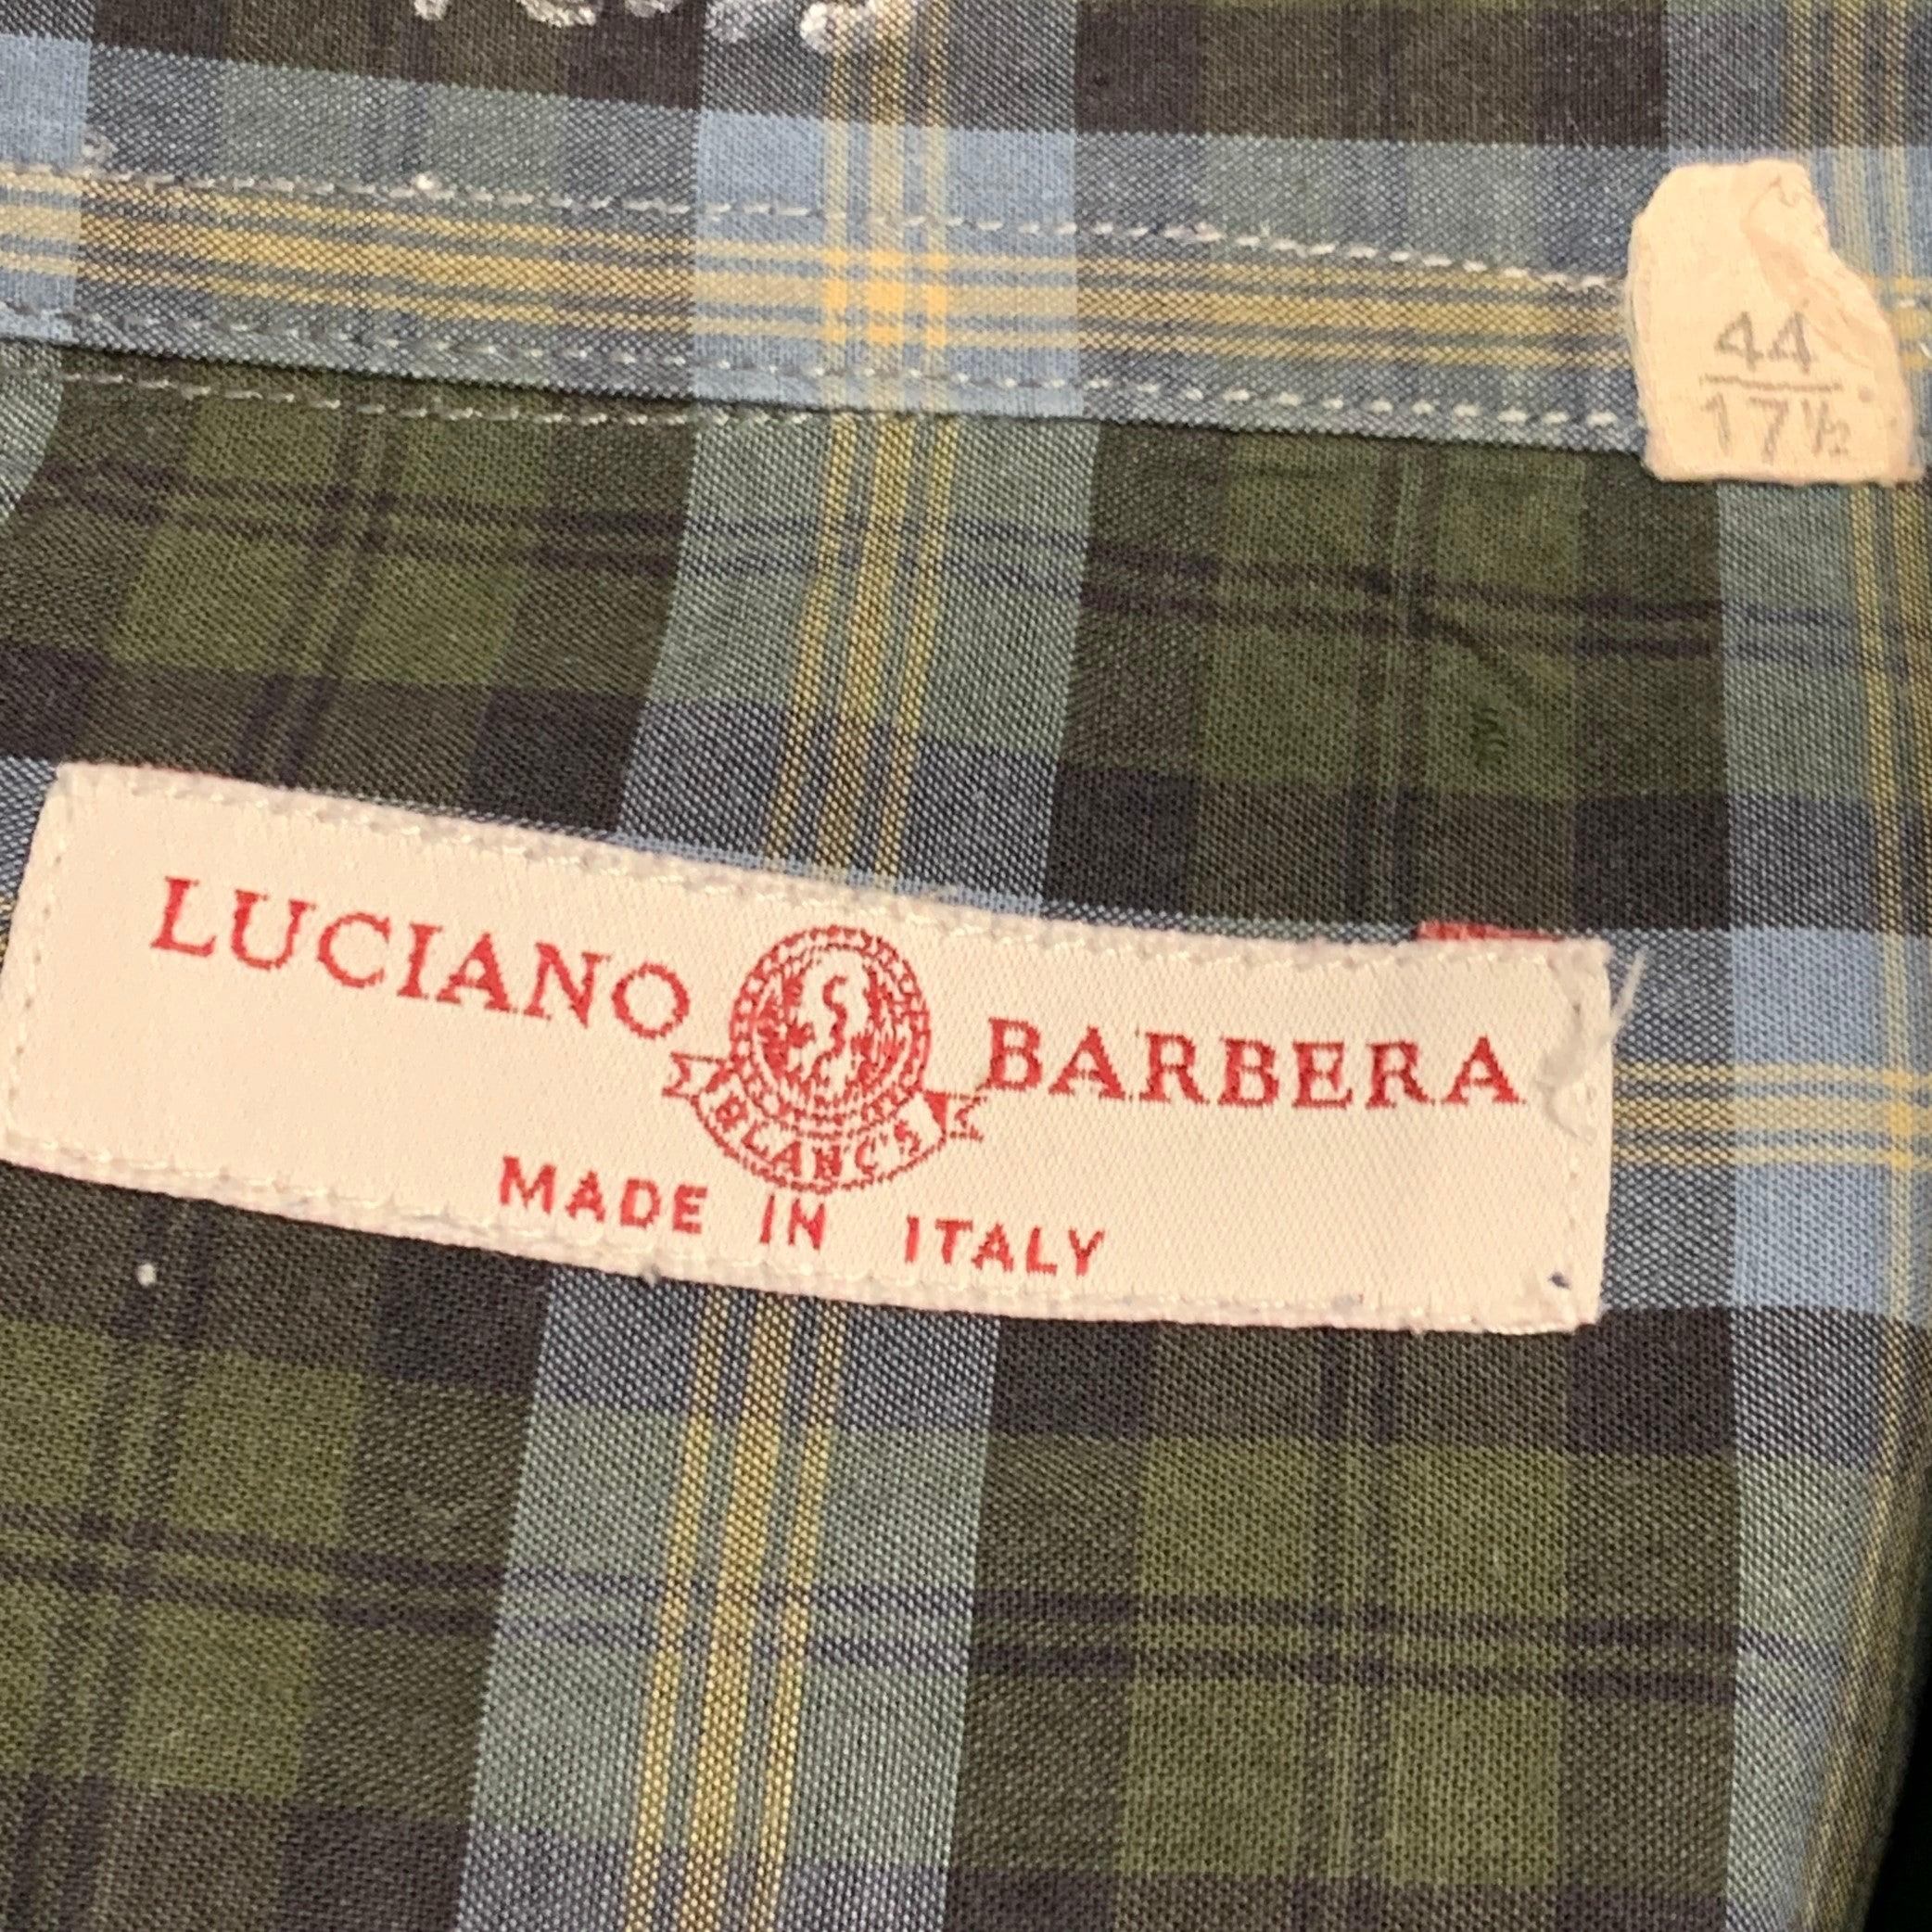 44
17½
LUCIANO BARBERA
BLANC'S
MADE IN ITALY